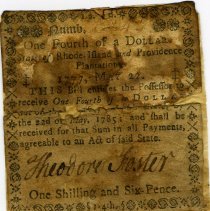 Numb.
One Fourth of a DOLLAR.
of Rhode-Island and Providence
Plantations
1777, MAY 22.
THIS Bill entitles the Possessor to
receive One Fourth of a DOLLAR
the 22d of May, 1785; and shall be
received for that Sum in all Payments,
agreeable to an Act of said State.
Theodore Foster
One Shilling and Six-Pence.